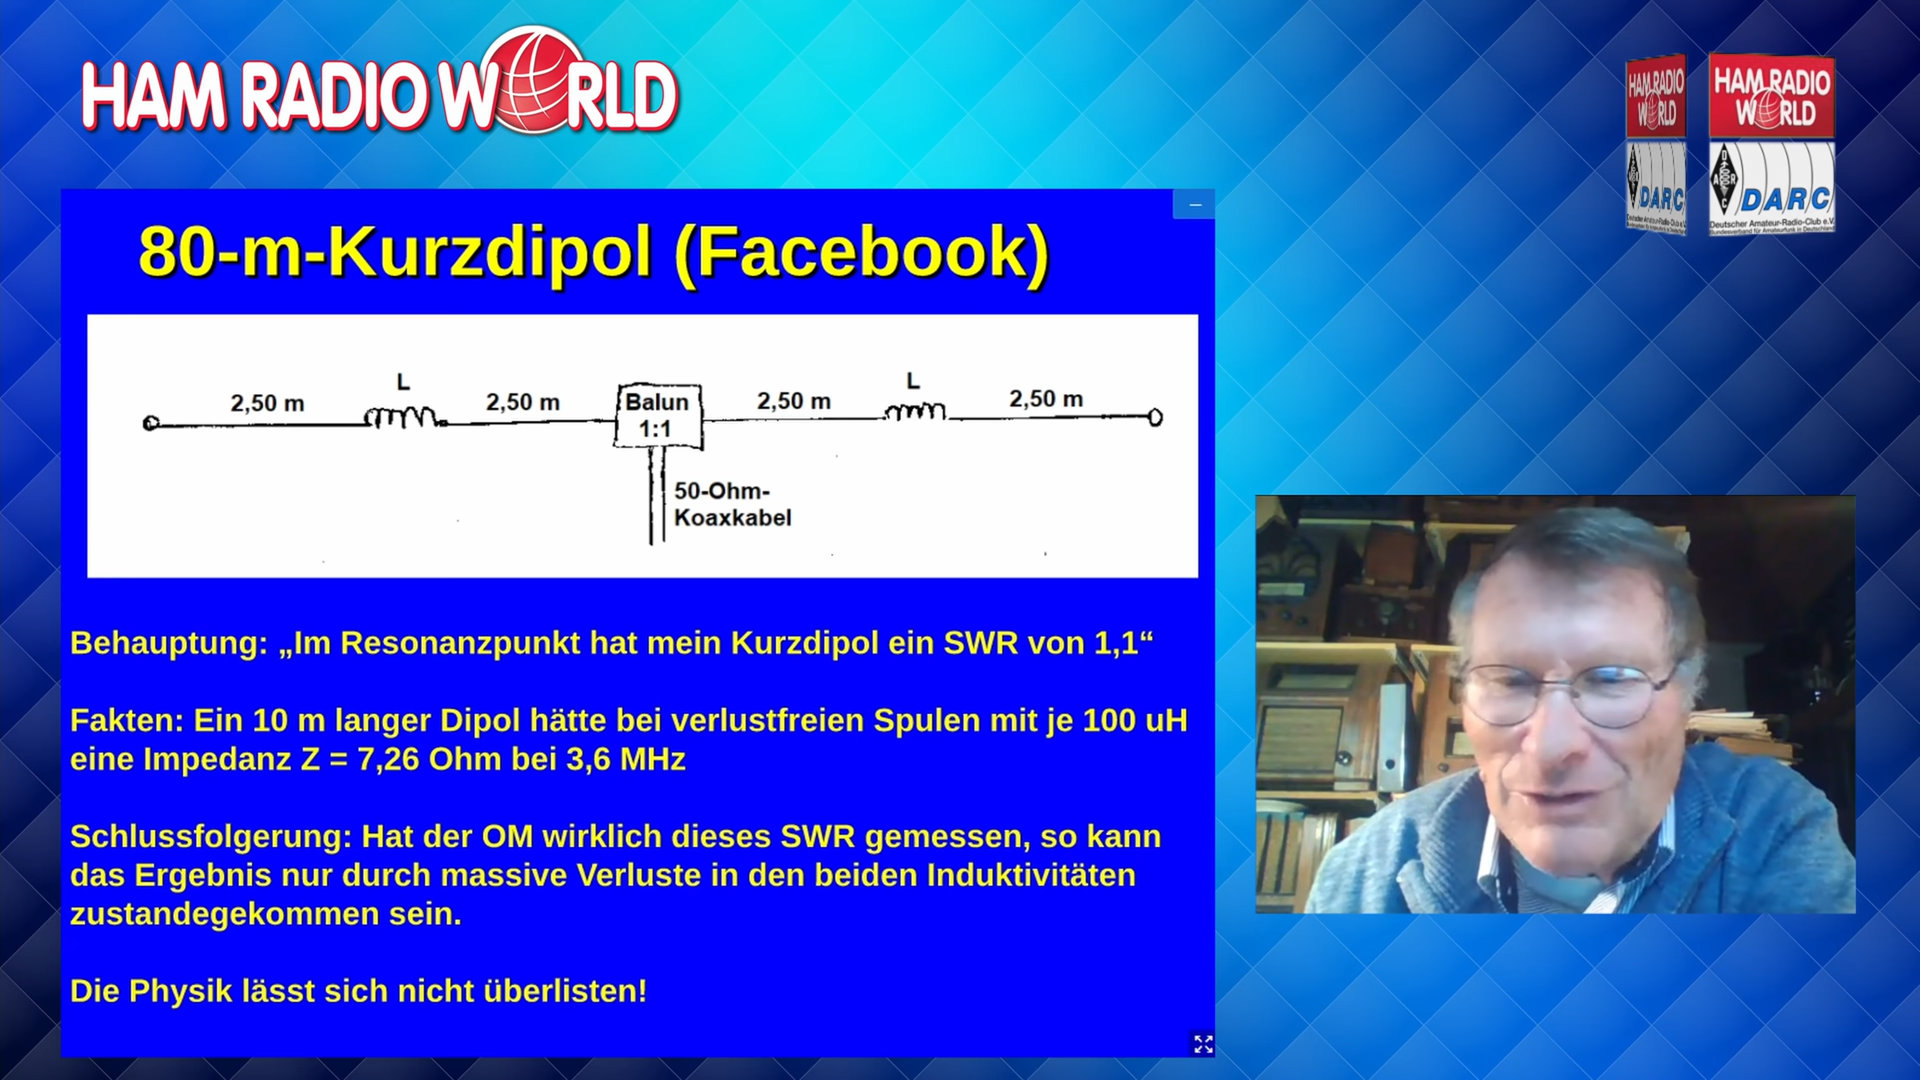 HAM RADIO WORLD
HAM RADIO
WORLD
HAM RADIO
WORLD
DARC
DARC
Deutscher Amateur-Radio-Club e.V.
80-m-Kurzdipol (Facebook)
L
L
2,50 m
2,50 m
2,50 m
2,50 m
Balun
1:1
50-Ohm-
Koaxkabel
Behauptung: „Im Resonanzpunkt hat mein Kurzdipol ein SWR von 1,1“
Fakten: Ein 10 m langer Dipol hätte bei verlustfreien Spulen mit je 100 uH
eine Impedanz Z = 7,26 Ohm bei 3,6 MHz
Schlussfolgerung: Hat der OM wirklich dieses SWR gemessen, so kann
das Ergebnis nur durch massive Verluste in den beiden Induktivitäten
zustandegekommen sein.
Die Physik lässt sich nicht überlisten!